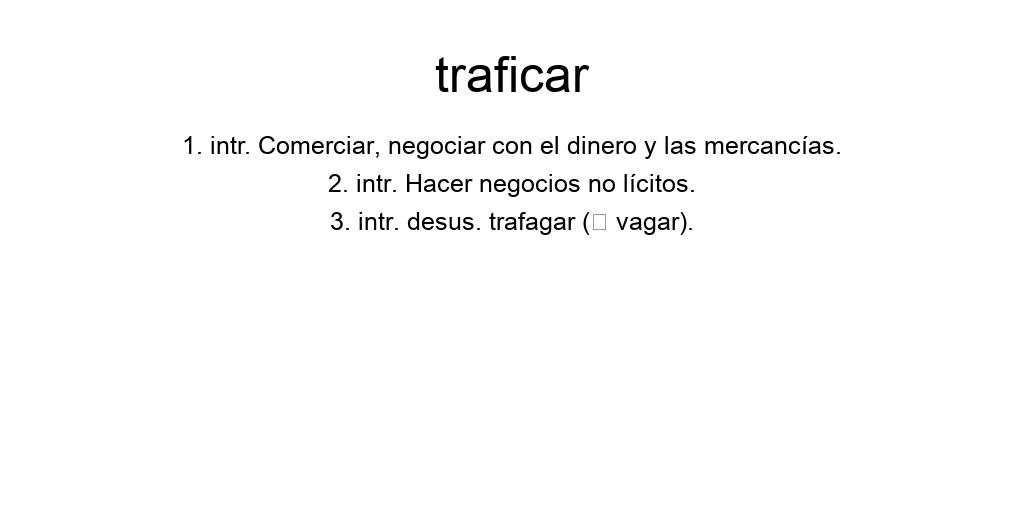 traficar
1. intr. Comerciar, negociar con el dinero y las mercancías.
2. intr. Hacer negocios no lícitos.
3. intr. desus. trafagar (□ vagar).